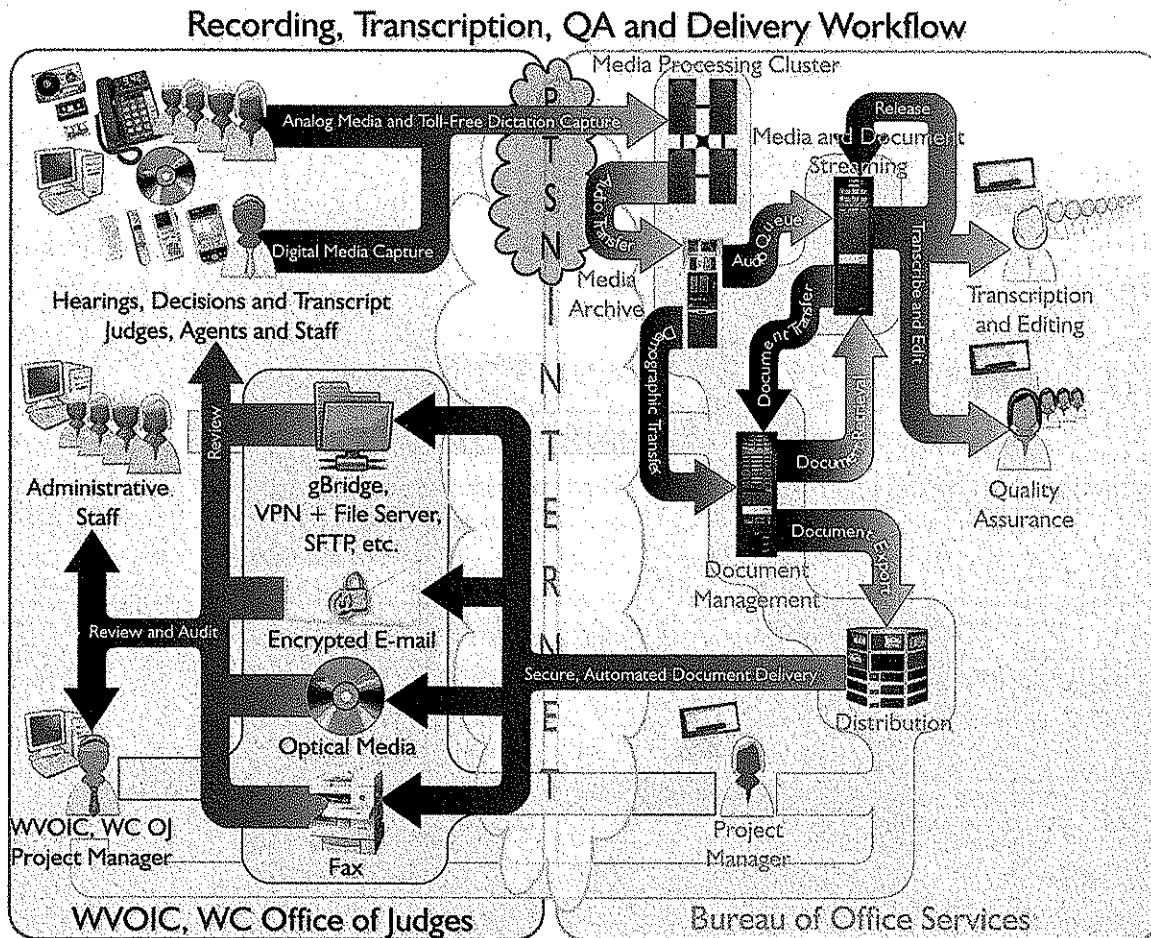 Recording, Transcription, QA and Delivery Workflow
Media Processing Cluster
Analog Media and Toll-Free Dictation Capture
PTSN
INTERNET
Release
Media and Document
Streaming
Audio Transfer
Audio Queue
Digital Media Capture
Media
Archive
Hearings, Decisions and Transcript
Judges, Agents and Staff
Transcription
and Editing
Transcribe and Edit
Document Transfer
Demographic Transfer
Document Retrieval
Review
gBridge,
VPN + File Server,
SFTP, etc.
Administrative
Staff
Quality
Assurance
Document Export
Document
Management
Review and Audit
Encrypted E-mail
Secure, Automated Document Delivery
Distribution
Optical Media
WVOIC, WC OJ
Project Manager
Fax
Project
Manager
WVOIC, WC Office of Judges
Bureau of Office Services